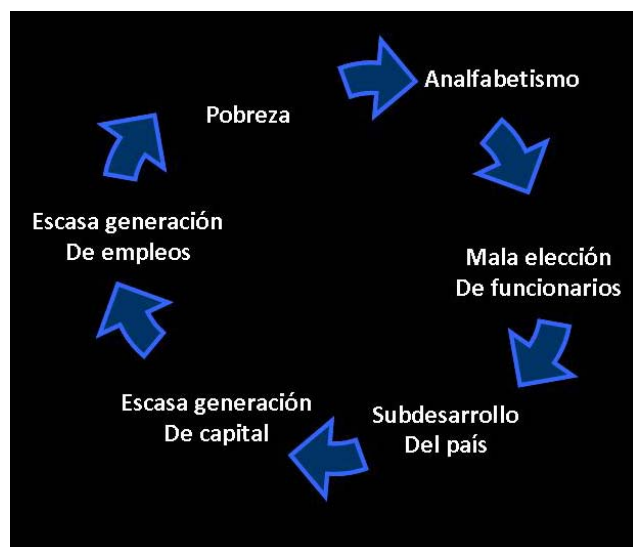 Pobreza
Analfabetismo
Mala elección
De funcionarios
Subdesarrollo
Del país
Escasa generación
De capital
Escasa generación
De empleos